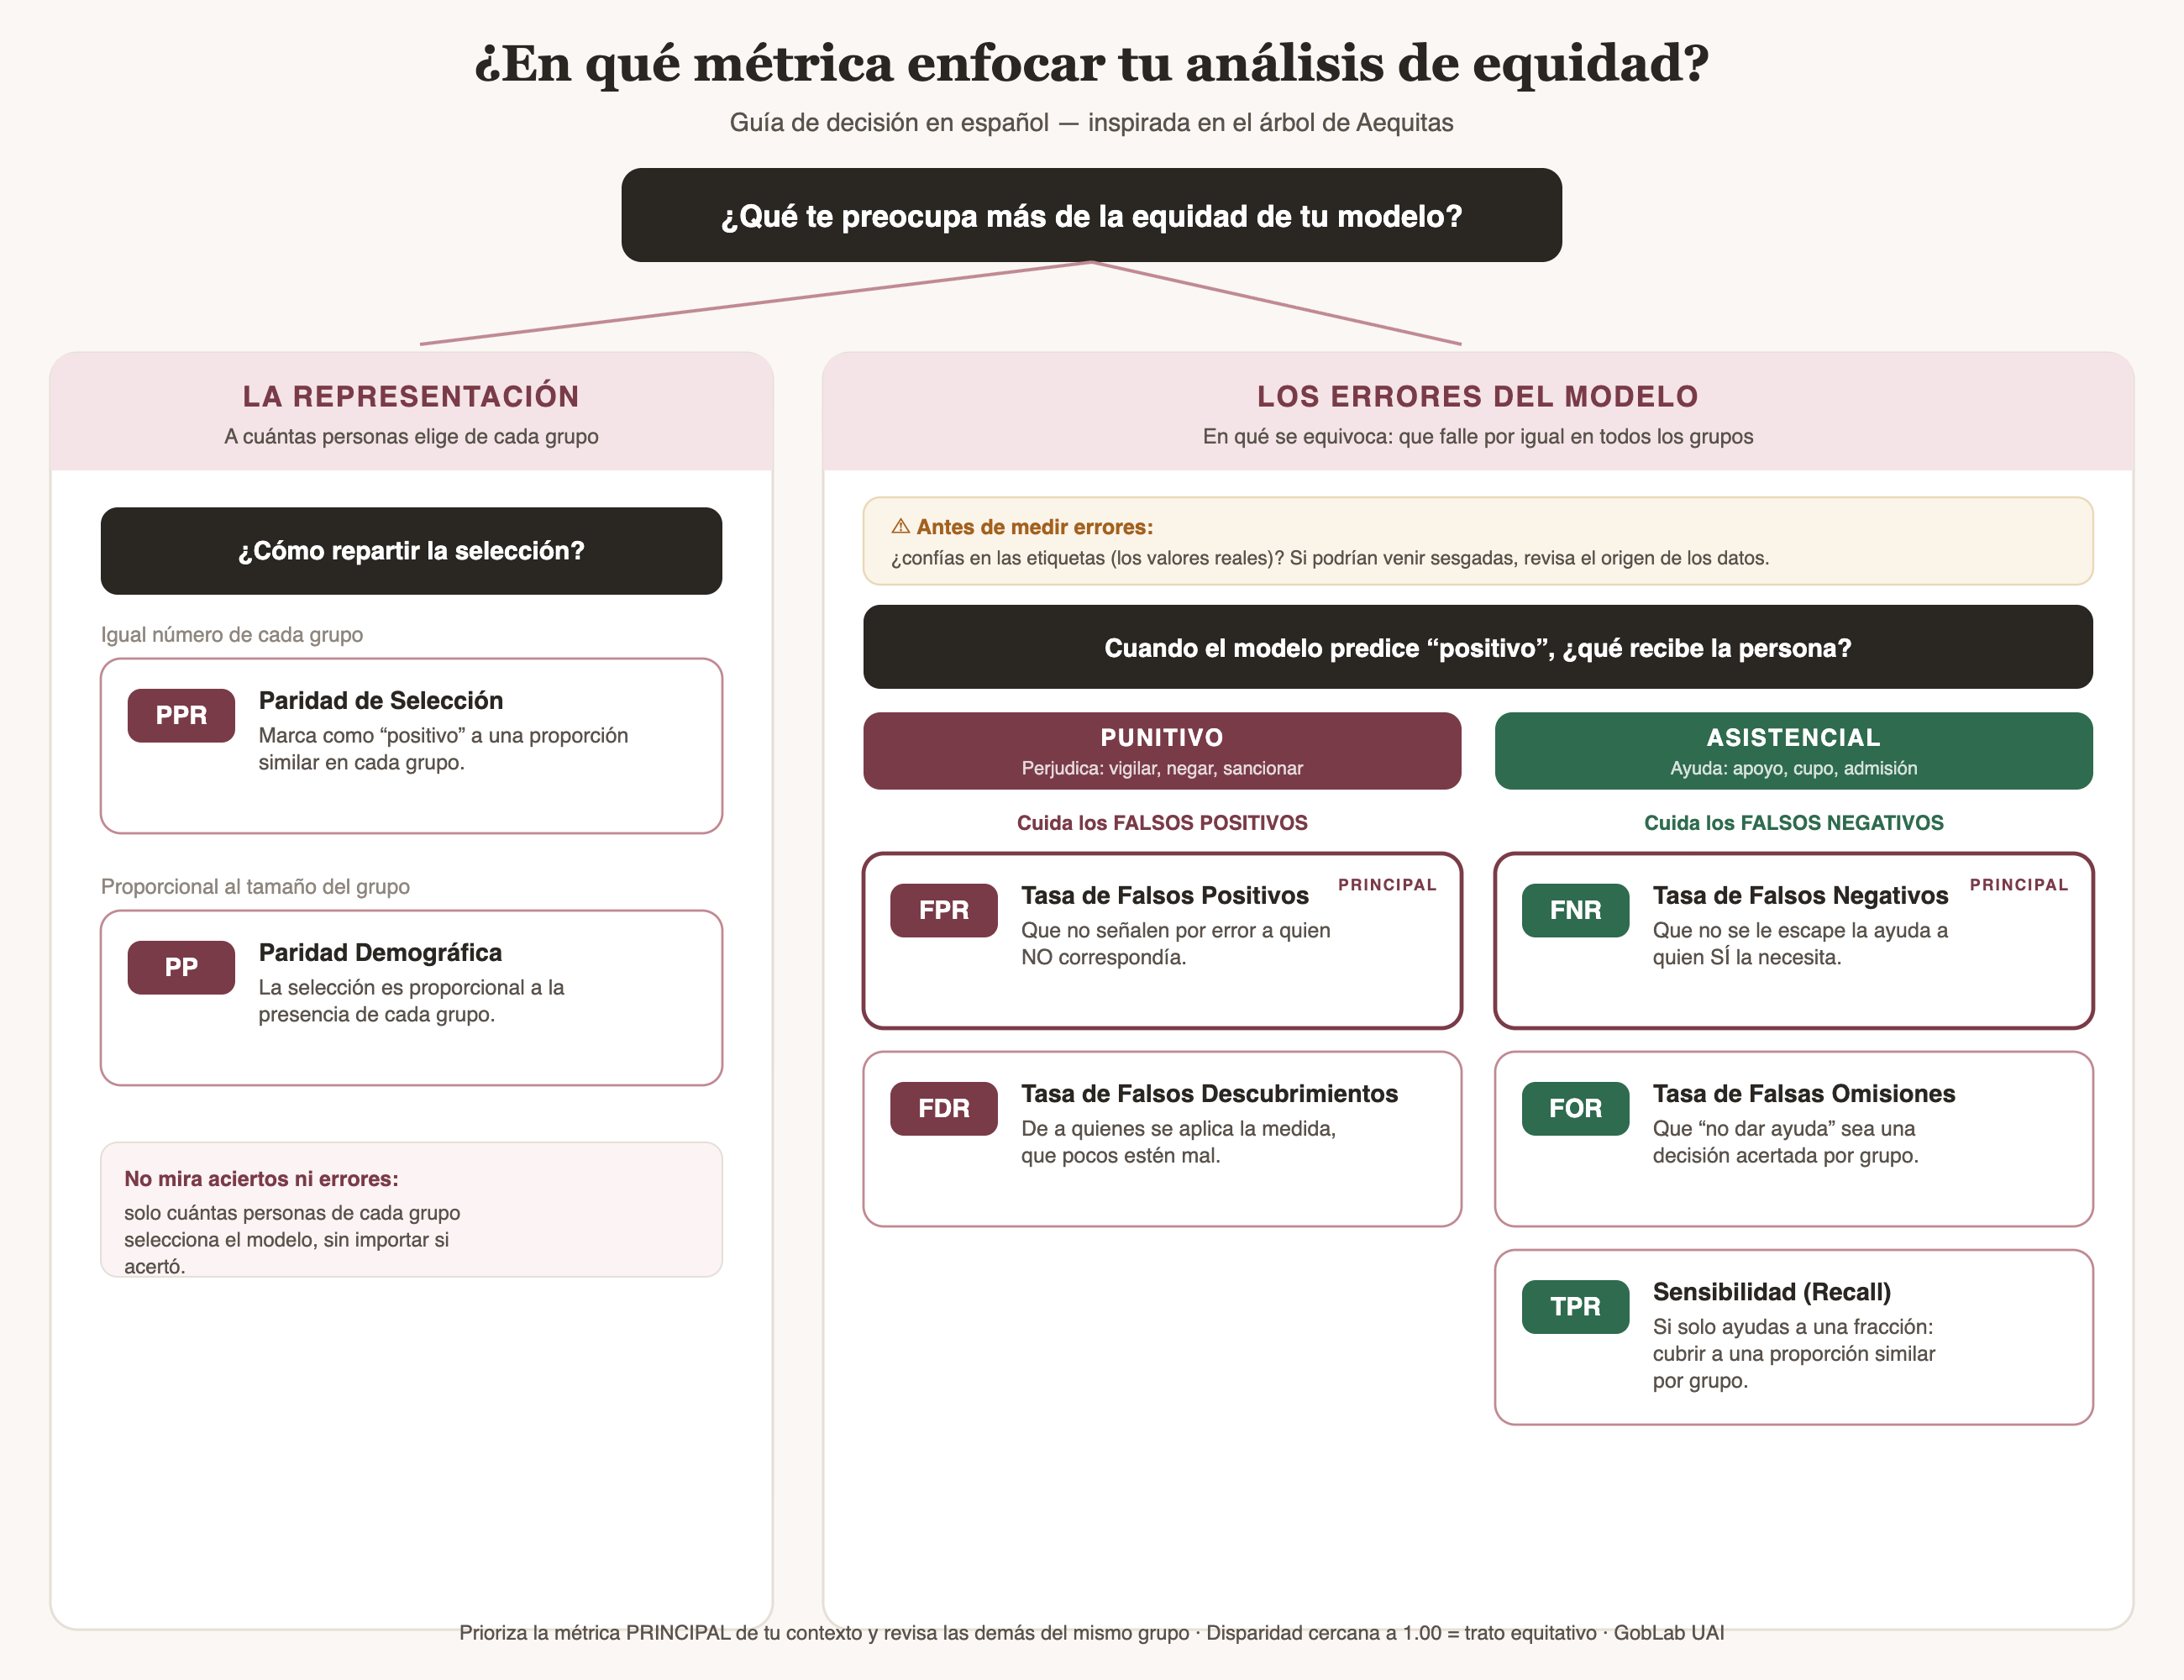 ¿En qué métrica enfocar tu análisis de equidad?
Guía de decisión en español — inspirada en el árbol de Aequitas
¿Qué te preocupa más de la equidad de tu modelo?
LA REPRESENTACIÓN
A cuántas personas elige de cada grupo
¿Cómo repartir la selección?
Igual número de cada grupo
PPR
Paridad de Selección
Marca como “positivo” a una proporción
similar en cada grupo.
Proporcional al tamaño del grupo
PP
Paridad Demográfica
La selección es proporcional a la
presencia de cada grupo.
No mira aciertos ni errores:
solo cuántas personas de cada grupo
selecciona el modelo, sin importar si
acertó.
LOS ERRORES DEL MODELO
En qué se equivoca: que falle por igual en todos los grupos
⚠ Antes de medir errores:
¿confías en las etiquetas (los valores reales)? Si podrían venir sesgadas, revisa el origen de los datos.
Cuando el modelo predice “positivo”, ¿qué recibe la persona?
PUNITIVO
Perjudica: vigilar, negar, sancionar
Cuida los FALSOS POSITIVOS
FPR
Tasa de Falsos Positivos
PRINCIPAL
Que no señalen por error a quien
NO correspondía.
FDR
Tasa de Falsos Descubrimientos
De a quienes se aplica la medida,
que pocos estén mal.
ASISTENCIAL
Ayuda: apoyo, cupo, admisión
Cuida los FALSOS NEGATIVOS
FNR
Tasa de Falsos Negativos
PRINCIPAL
Que no se le escape la ayuda a
quien SÍ la necesita.
FOR
Tasa de Falsas Omisiones
Que “no dar ayuda” sea una
decisión acertada por grupo.
TPR
Sensibilidad (Recall)
Si solo ayudas a una fracción:
cubrir a una proporción similar
por grupo.
Prioriza la métrica PRINCIPAL de tu contexto y revisa las demás del mismo grupo · Disparidad cercana a 1.00 = trato equitativo · GobLab UAI